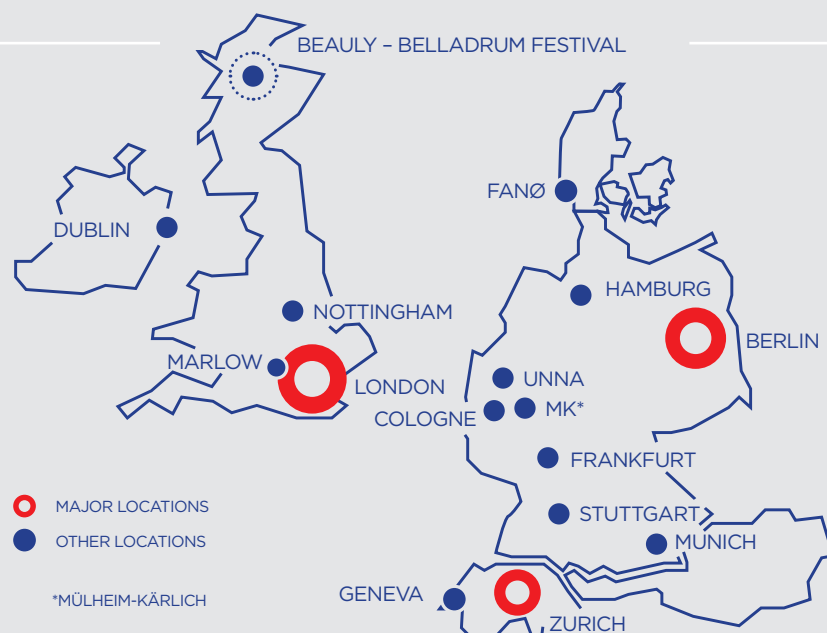 BEAULY – BELLADRUM FESTIVAL
FANØ
DUBLIN
HAMBURG
NOTTINGHAM
BERLIN
MARLOW
LONDON
UNNA
COLOGNE
MK*
FRANKFURT
MAJOR LOCATIONS
STUTTGART
OTHER LOCATIONS
MUNICH
GENEVA
*MÜLHEIM-KÄRLICH
ZURICH